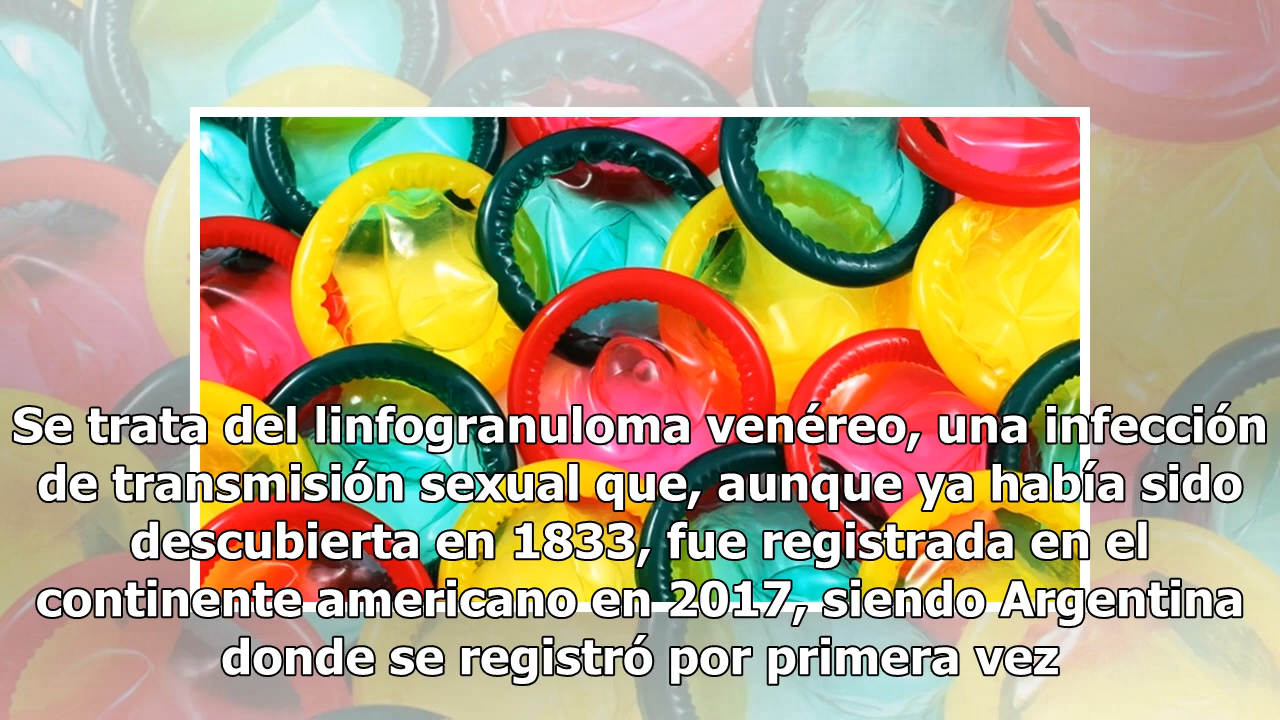 Se trata del linfogranuloma venéreo, una infección
de transmisión sexual que, aunque ya había sido
descubierta en 1833, fue registrada en el
continente americano en 2017, siendo Argentina
donde se registró por primera vez